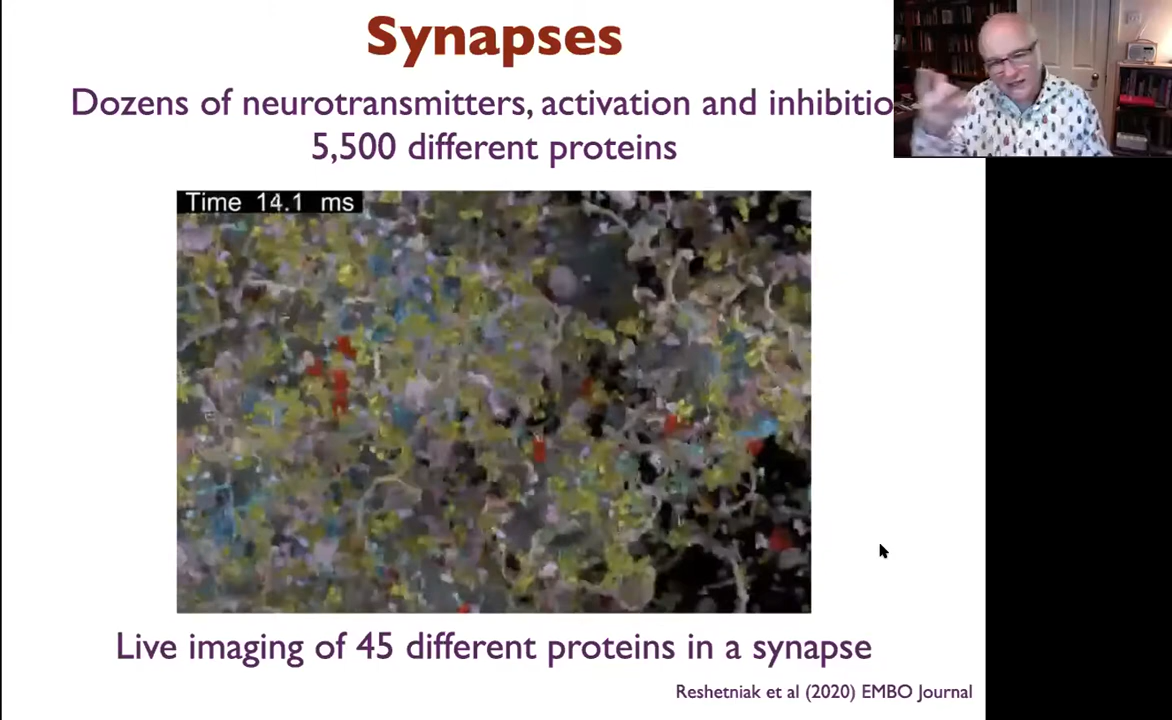 Synapses
Dozens of neurotransmitters, activation and inhibitio
5,500 different proteins
Time 14.1 ms
Live imaging of 45 different proteins in a synapse
Reshetniak et al (2020) EMBO Journal